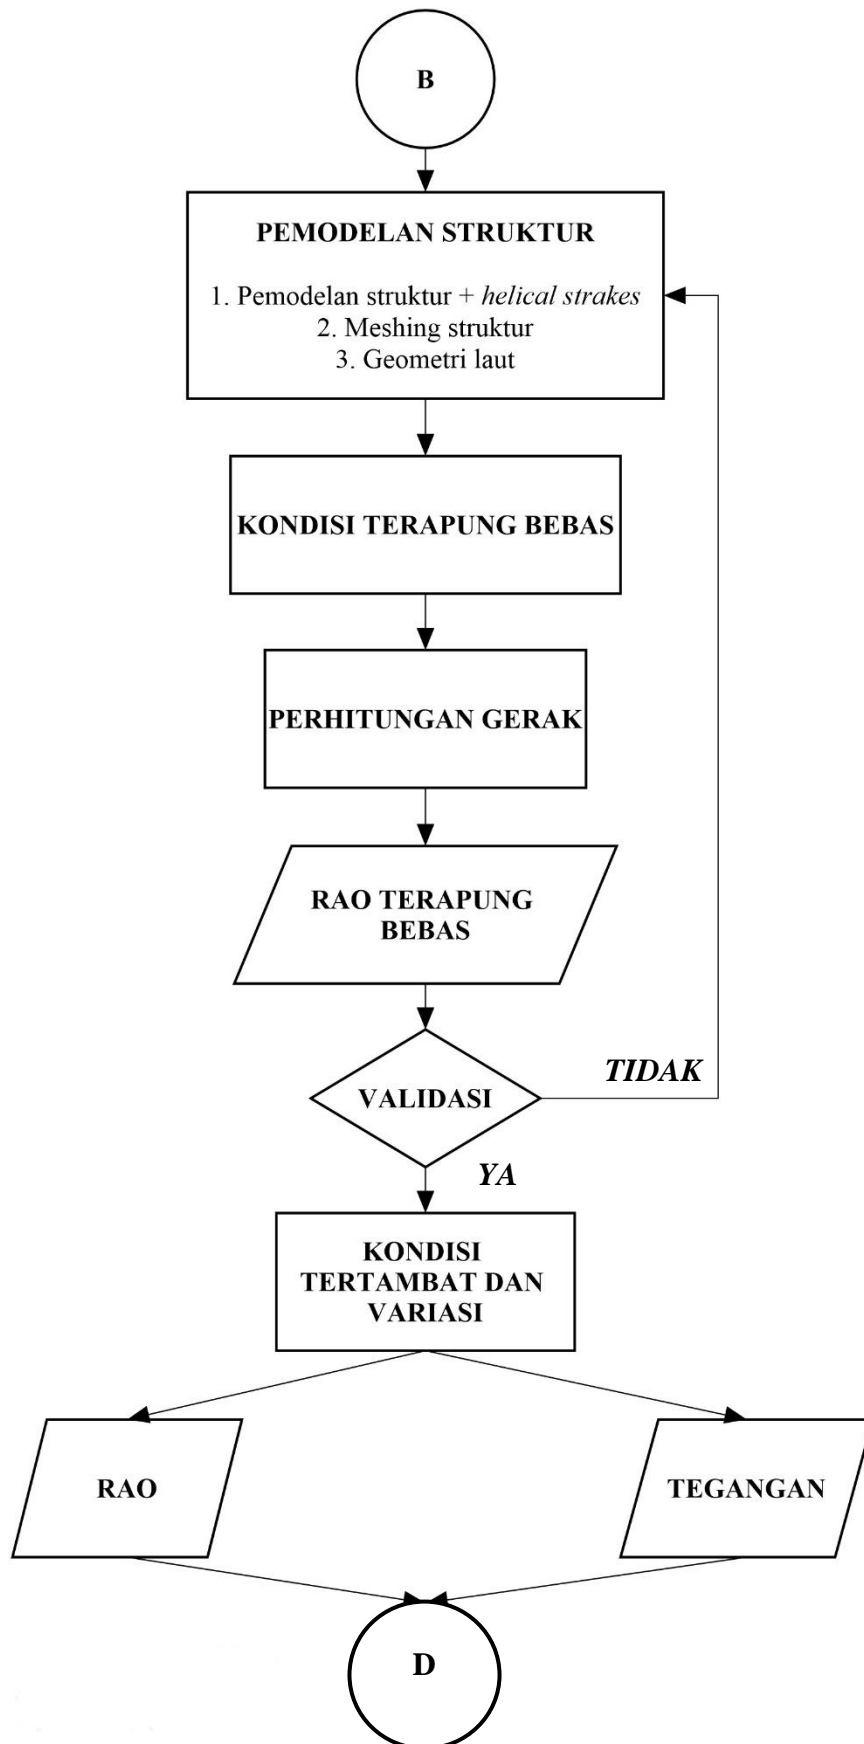 B
PEMODELAN STRUKTUR
1. Pemodelan struktur + helical strakes
2. Meshing struktur
3. Geometri laut
KONDISI TERAPUNG BEBAS
PERHITUNGAN GERAK
RAO TERAPUNG
BEBAS
VALIDASI
TIDAK
YA
KONDISI
TERTAMBAT DAN
VARIASI
RAO
TEGANGAN
D